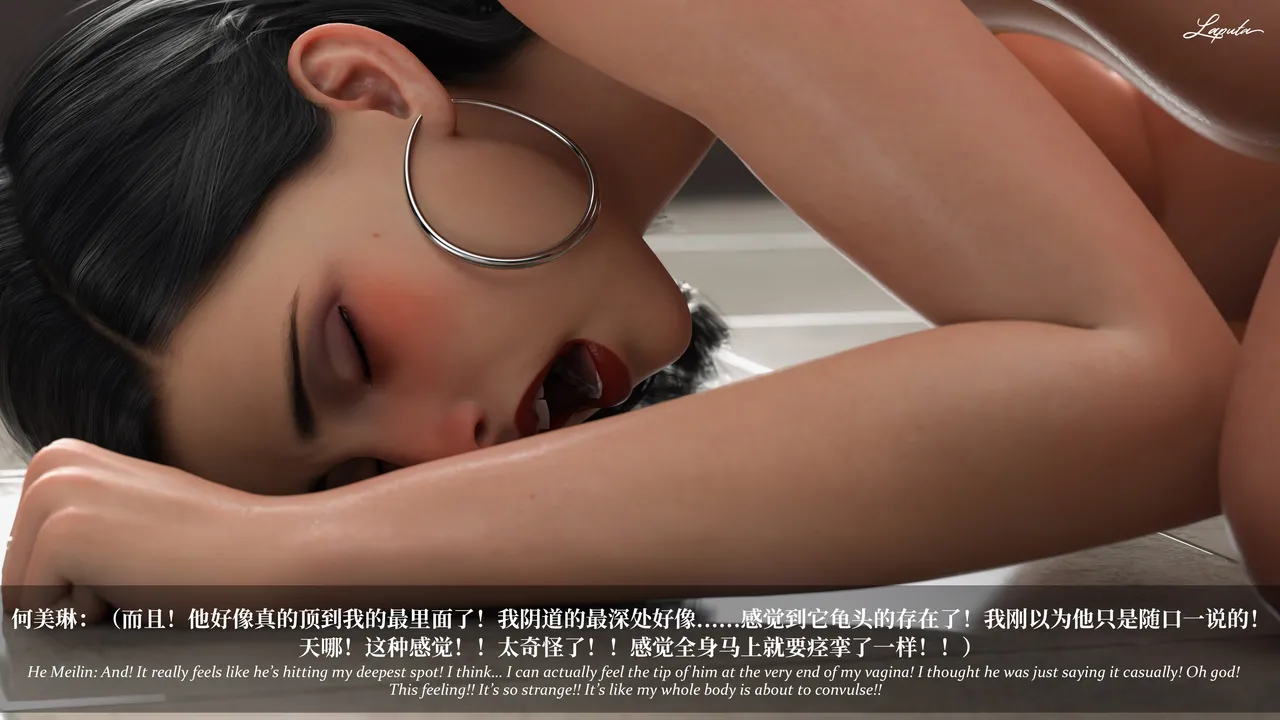 Laputa
何美琳：（而且！他好像真的顶到我的最里面了！我阴道的最深处好像……感觉到它龟头的存在了！我刚以为他只是随口一说的！
天哪！这种感觉！！太奇怪了！！感觉全身马上就要痉挛了一样！！）
He Meilin: And! It really feels like he's hitting my deepest spot! I think... I can actually feel the tip of him at the very end of my vagina! I thought he was just saying it casually! Oh god!
This feeling!! It's so strange!! It's like my whole body is about to convulse!!